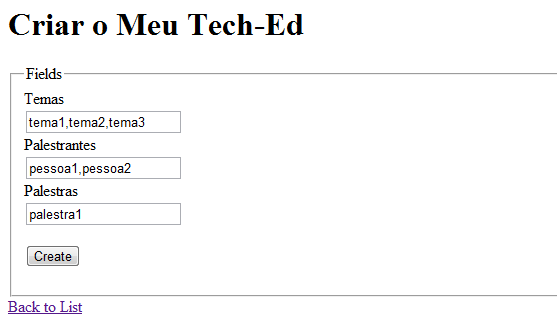 Criar o Meu Tech-Ed
Fields
Temas
tema1,tema2,tema3
Palestrantes
pessoa1,pessoa2
Palestras
palestra1
Create
Back to List